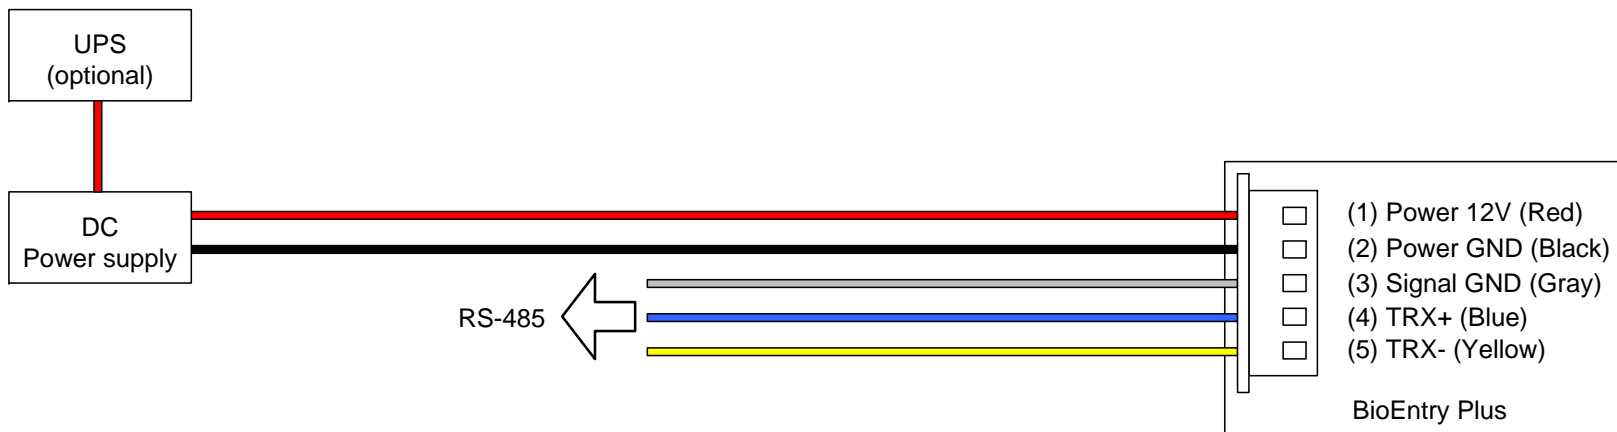 UPS
(optional)
DC
Power supply
RS-485
(1) Power 12V (Red)
(2) Power GND (Black)
(3) Signal GND (Gray)
(4) TRX+ (Blue)
(5) TRX- (Yellow)
BioEntry Plus